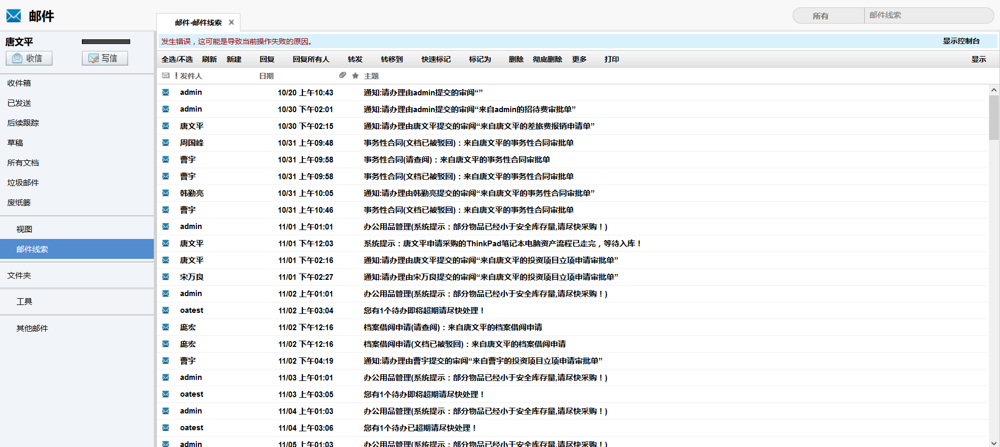 邮件
邮件-邮件线索
所有 邮件线索
唐文平
收信 写信
发生错误，这可能是导致当前操作失败的原因。 显示控制台
全选/不选 刷新 新建 回复 回复所有人 转发 转移到 快速标记 标记为 删除 彻底删除 更多 打印 显示
! 发件人 日期 主题
收件箱
已发送
后续跟踪
草稿
所有文档
垃圾邮件
废纸篓
视图
邮件线索
文件夹
工具
其他邮件
admin 10/20 上午10:43 通知:请办理由admin提交的审阅“”
admin 10/30 下午02:01 通知:请办理由admin提交的审阅“来自admin的招待费审批单”
唐文平 10/30 下午02:15 通知:请办理由唐文平提交的审阅“来自唐文平的差旅费报销申请单”
周国峰 10/31 上午09:48 事务性合同(文档已被驳回)：来自唐文平的事务性合同审批单
曹宇 10/31 上午09:58 事务性合同(请查阅)：来自唐文平的事务性合同审批单
曹宇 10/31 上午09:58 事务性合同(文档已被驳回)：来自唐文平的事务性合同审批单
韩勤亮 10/31 上午10:05 通知:请办理由韩勤亮提交的审阅“来自唐文平的事务性合同审批单”
曹宇 10/31 上午10:46 事务性合同(文档已被驳回)：来自唐文平的事务性合同审批单
admin 11/01 上午01:01 办公用品管理(系统提示：部分物品已经小于安全库存量,请尽快采购！)
唐文平 11/01 下午12:03 系统提示：唐文平申请采购的ThinkPad笔记本电脑资产流程已走完，等待入库！
唐文平 11/01 下午02:16 通知:请办理由唐文平提交的审阅“来自唐文平的投资项目立项申请审批单”
宋万良 11/01 下午02:27 通知:请办理由宋万良提交的审阅“来自唐文平的投资项目立项申请审批单”
admin 11/02 上午01:01 办公用品管理(系统提示：部分物品已经小于安全库存量,请尽快采购！)
oatest 11/02 上午03:04 您有1个待办即将超期请尽快处理！
庞宏 11/02 下午12:16 档案借阅申请(请查阅)：来自唐文平的档案借阅申请
庞宏 11/02 下午12:16 档案借阅申请(文档已被驳回)：来自唐文平的档案借阅申请
曹宇 11/02 下午04:19 通知:请办理由曹宇提交的审阅“来自曹宇的投资项目立项申请审批单”
admin 11/03 上午01:01 办公用品管理(系统提示：部分物品已经小于安全库存量,请尽快采购！)
oatest 11/03 上午03:05 您有1个待办即将超期请尽快处理！
admin 11/04 上午01:03 办公用品管理(系统提示：部分物品已经小于安全库存量,请尽快采购！)
oatest 11/04 上午03:06 您有1个待办已超期请尽快处理！
admin 11/05 上午01:03 办公用品管理(系统提示：部分物品已经小于安全库存量,请尽快采购！)